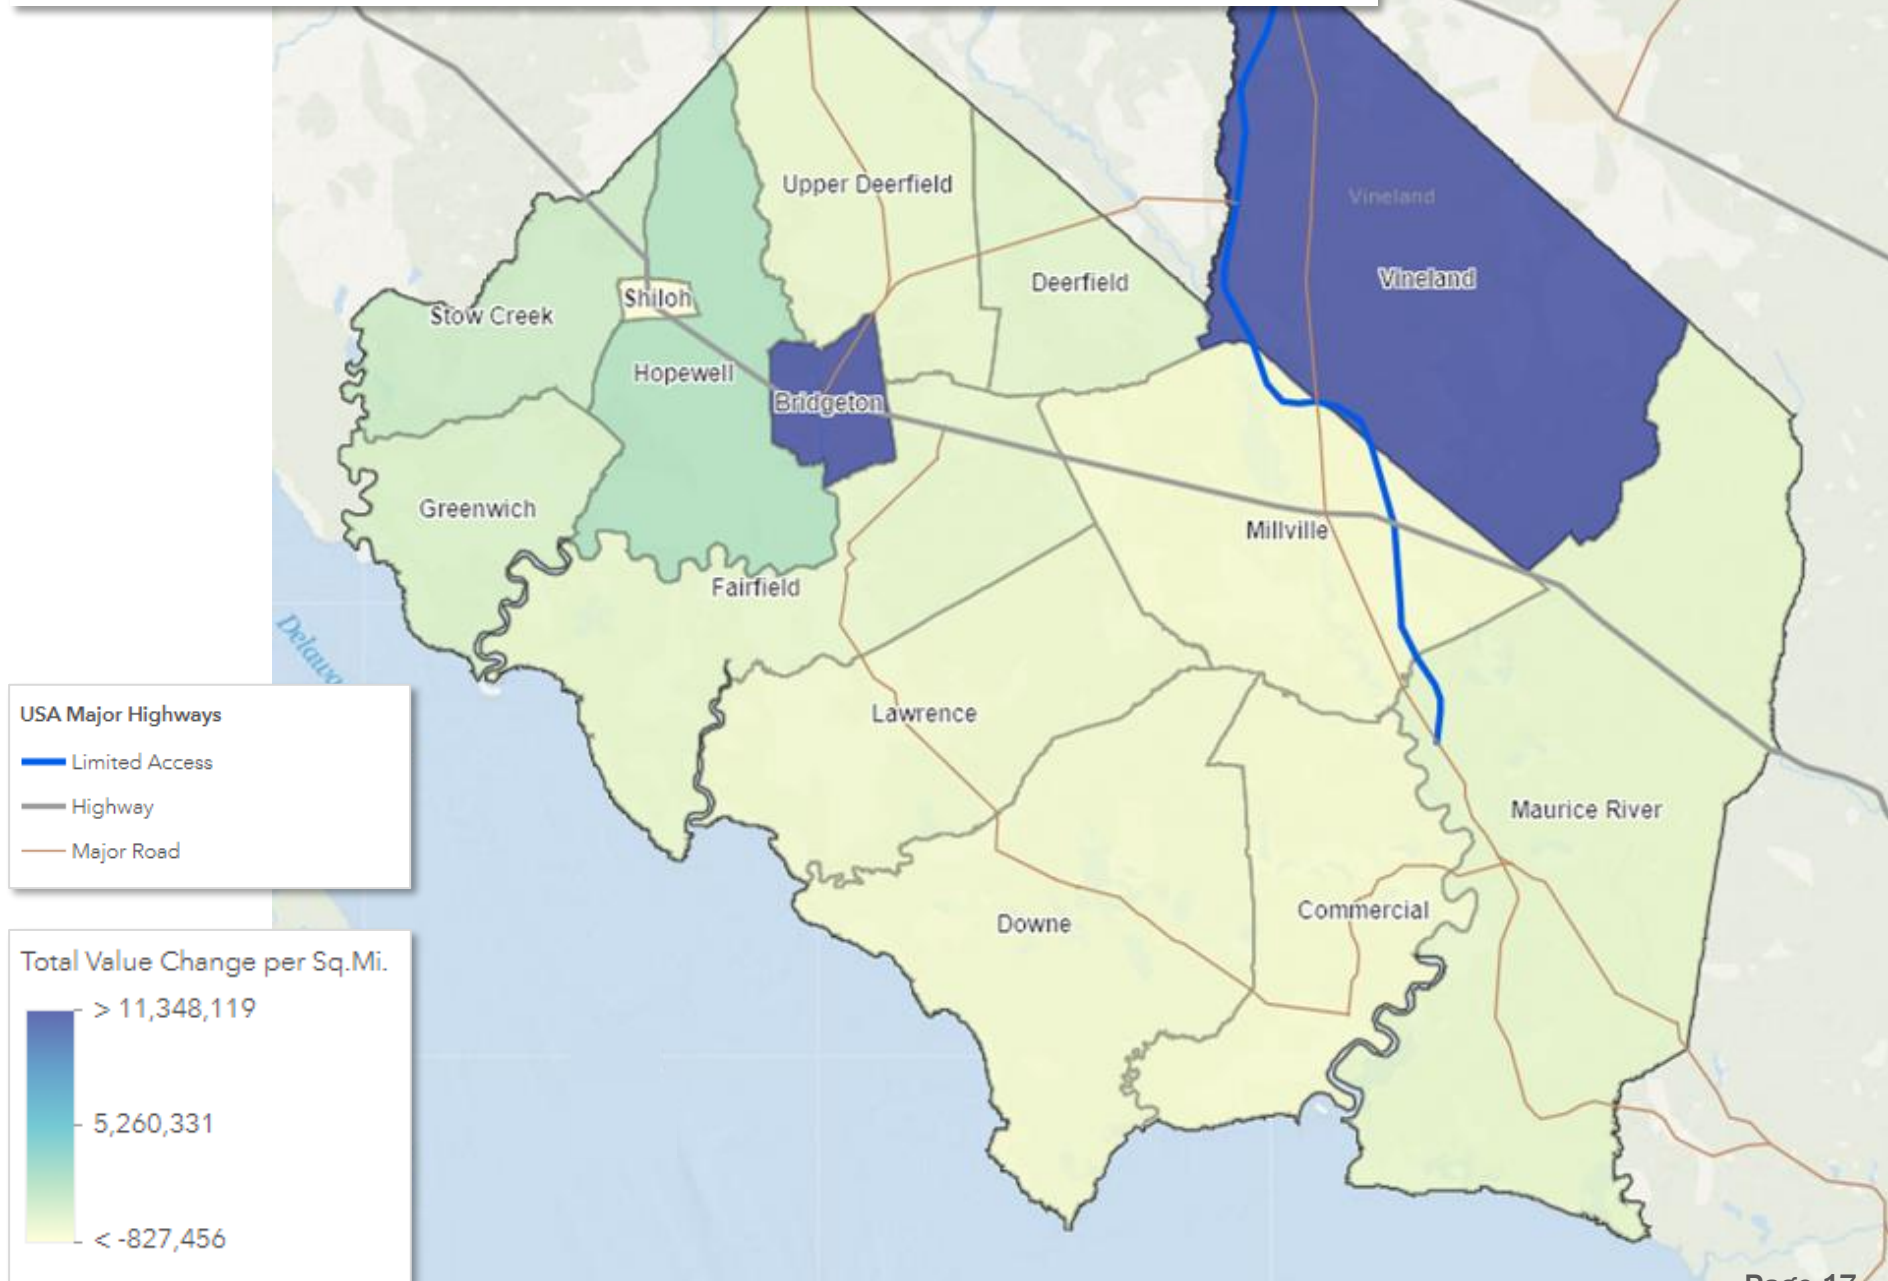 Upper Deerfield
Vineland
Deerfield
Vineland
Shiloh
Stow Creek
Hopewell
Bridgeton
Greenwich
Millville
Fairfield
Lawrence
Maurice River
Downe
Commercial
USA Major Highways
Limited Access
Highway
Major Road
Total Value Change per Sq.Mi.
> 11,348,119
5,260,331
< -827,456
Page 17